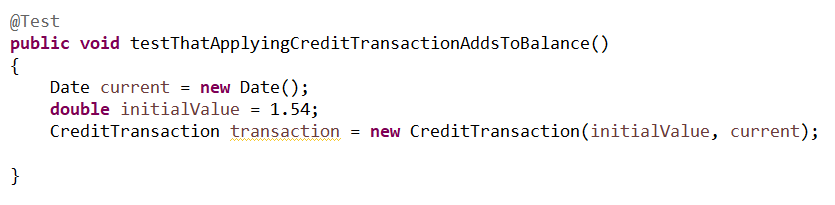 @Test
public void testThatApplyingCreditTransactionAddsToBalance()
{
    Date current = new Date();
    double initialValue = 1.54;
    CreditTransaction transaction = new CreditTransaction(initialValue, current);
}